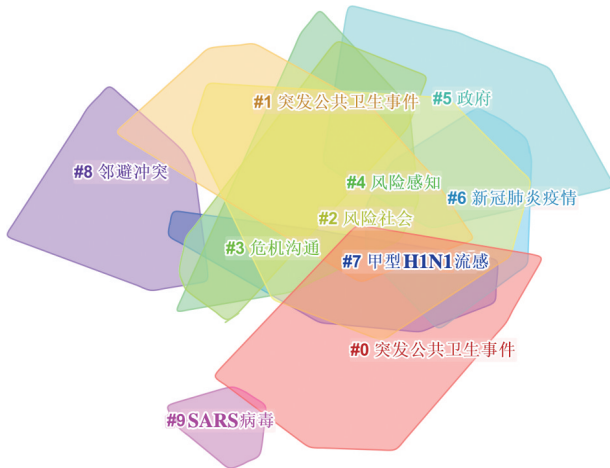 #1 突发公共卫生事件
#5 政府
#8 邻避冲突
#4 风险感知
#6 新冠肺炎疫情
#2 风险社会
#3 危机沟通
#7 甲型H1N1流感
#0 突发公共卫生事件
#9 SARS病毒